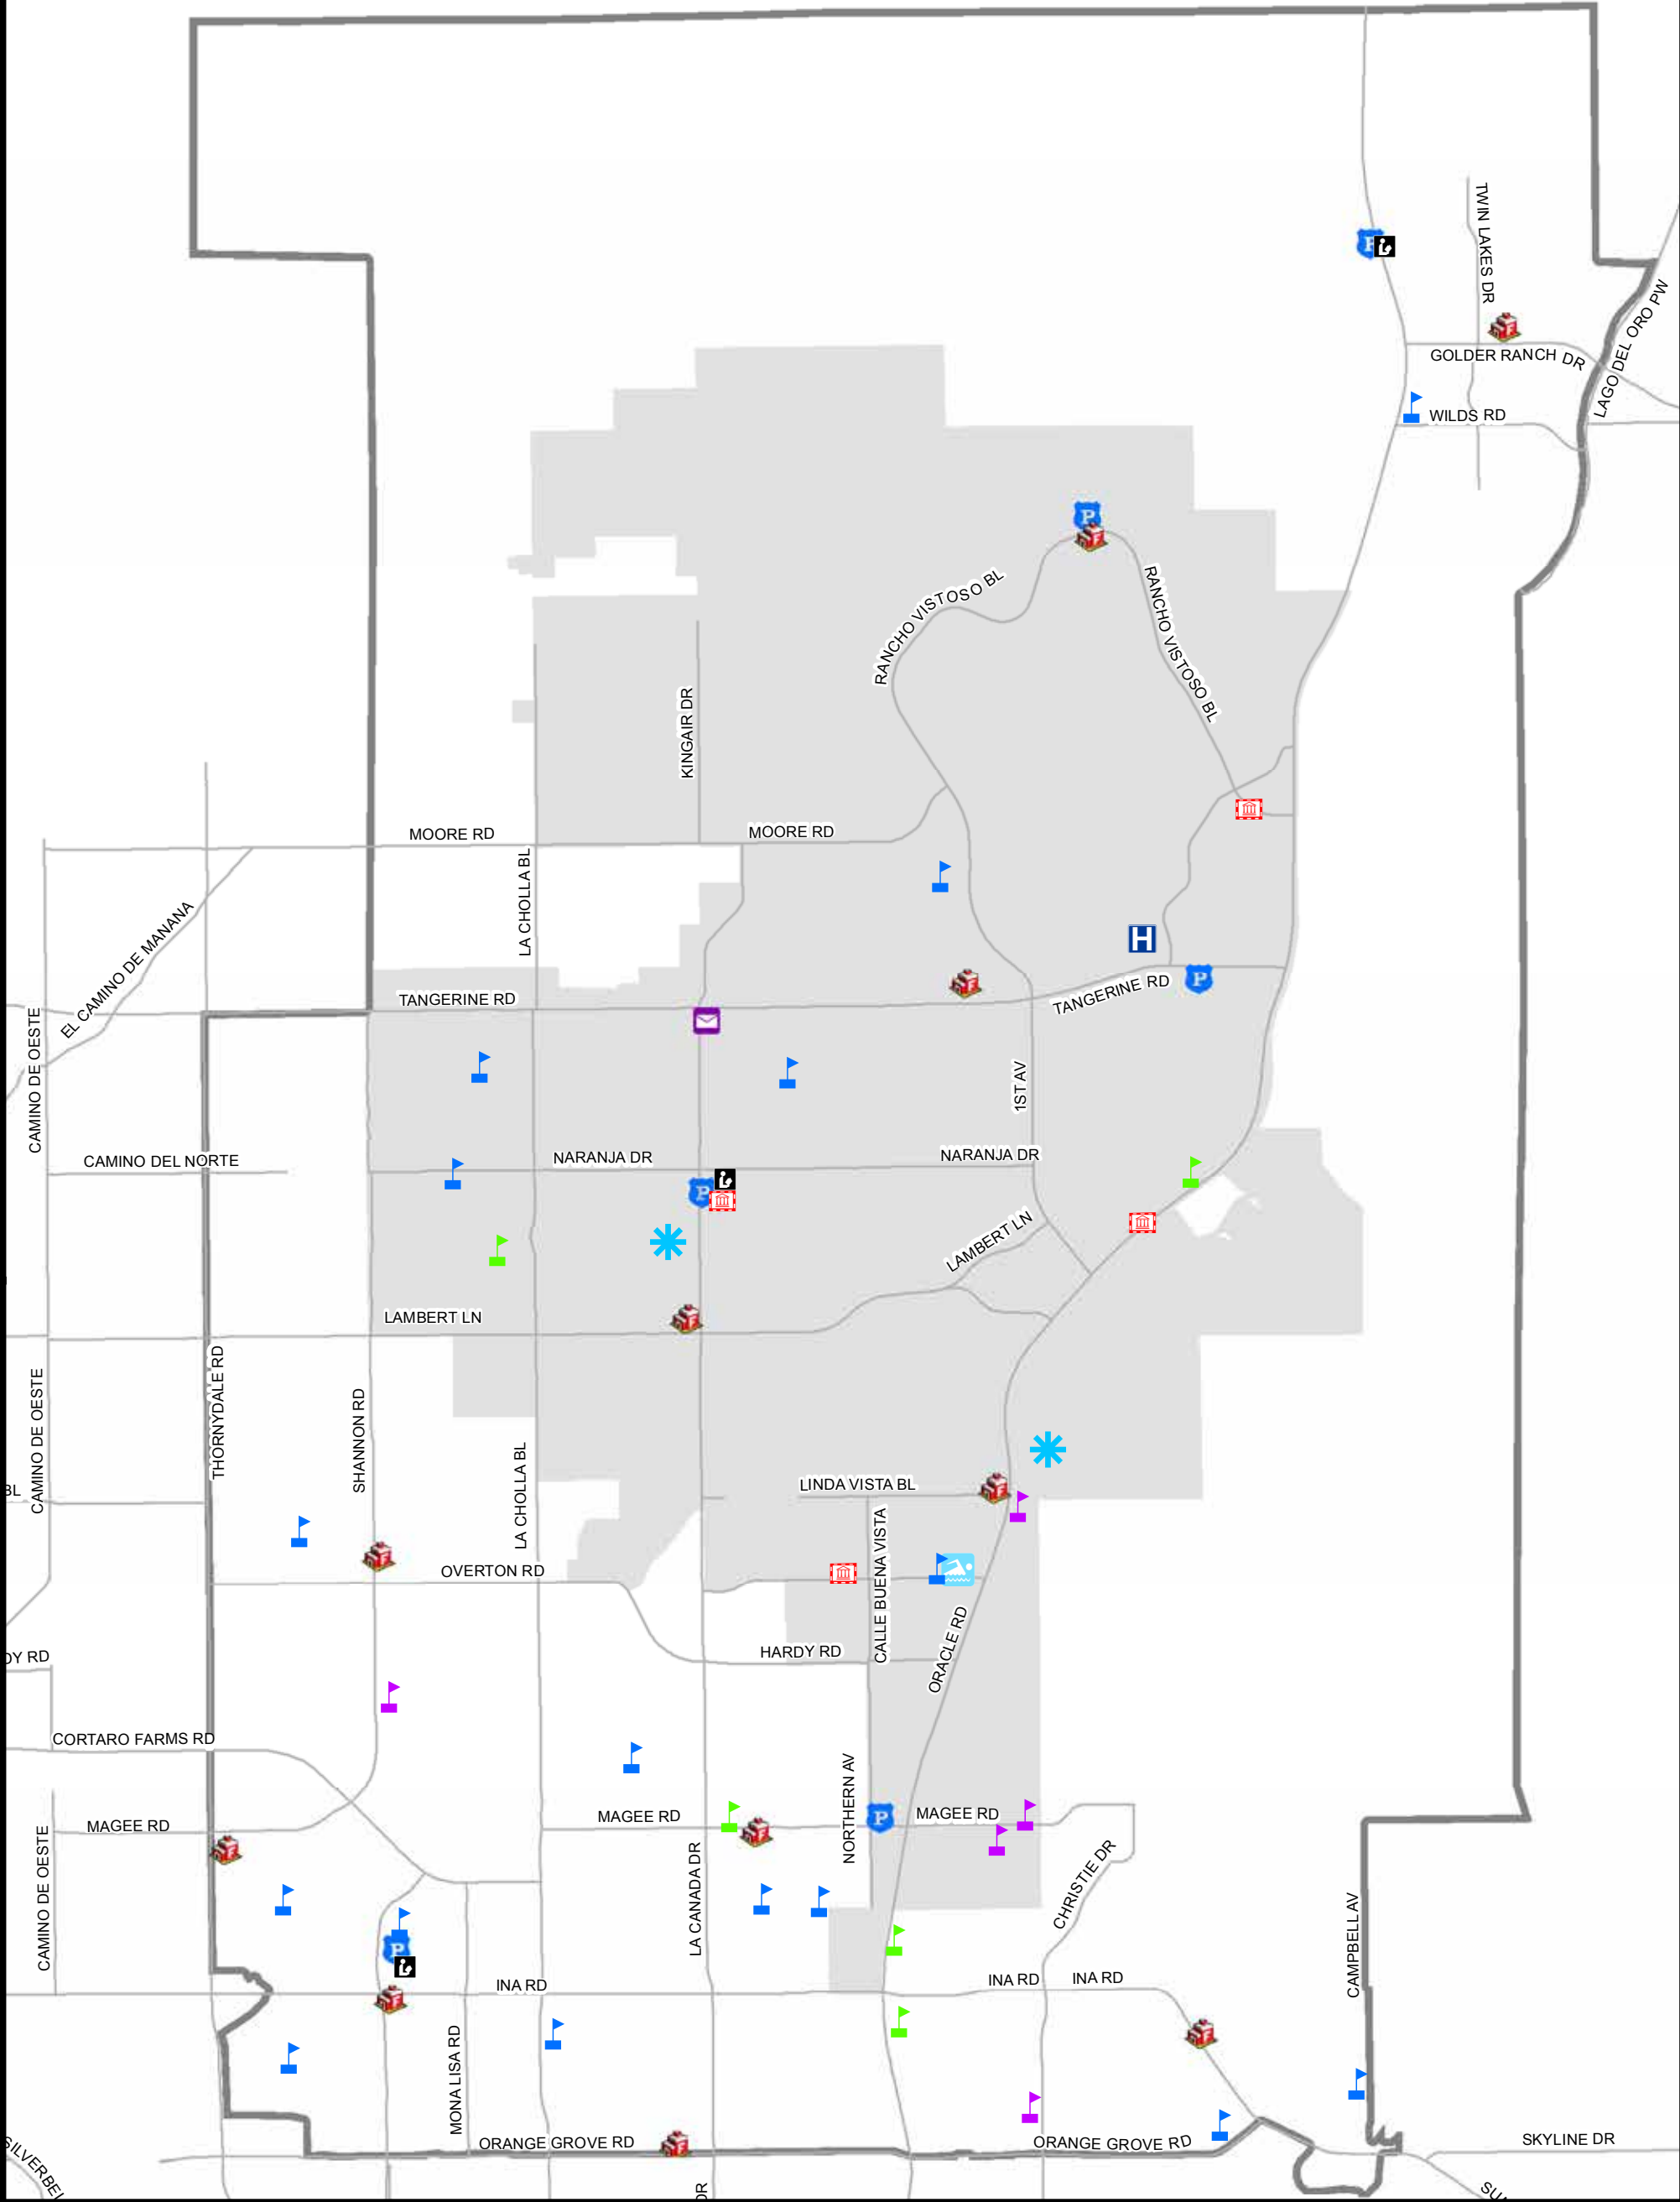 TWIN LAKES DR
LAGO DEL ORO PW
GOLDER RANCH DR
WILDS RD
P
F
P
F
RANCHO VISTOSO BL
RANCHO VISTOSO BL
KINGAIR DR
MOORE RD
MOORE RD
LA CHOLLA BL
EL CAMINO DE MANANA
H
F
P
TANGERINE RD
TANGERINE RD
CAMINO DE OESTE
1ST AV
CAMINO DEL NORTE
NARANJA DR
NARANJA DR
P
LAMBERT LN
LAMBERT LN
F
THORNYDALE RD
CAMINO DE OESTE
SHANNON RD
LA CHOLLA BL
BL
LINDA VISTA BL
F
F
OVERTON RD
CALLE BUENA VISTA
ORACLE RD
DY RD
HARDY RD
CORTARO FARMS RD
NORTHERN AV
MAGEE RD
MAGEE RD
F
P
MAGEE RD
F
CAMINO DE OESTE
LA CANADA DR
CHRISTIE DR
CAMPBELL AV
P
INA RD
INA RD
INA RD
F
F
MONA LISA RD
ORANGE GROVE RD
F
ORANGE GROVE RD
SKYLINE DR
SILVERBEL
DR